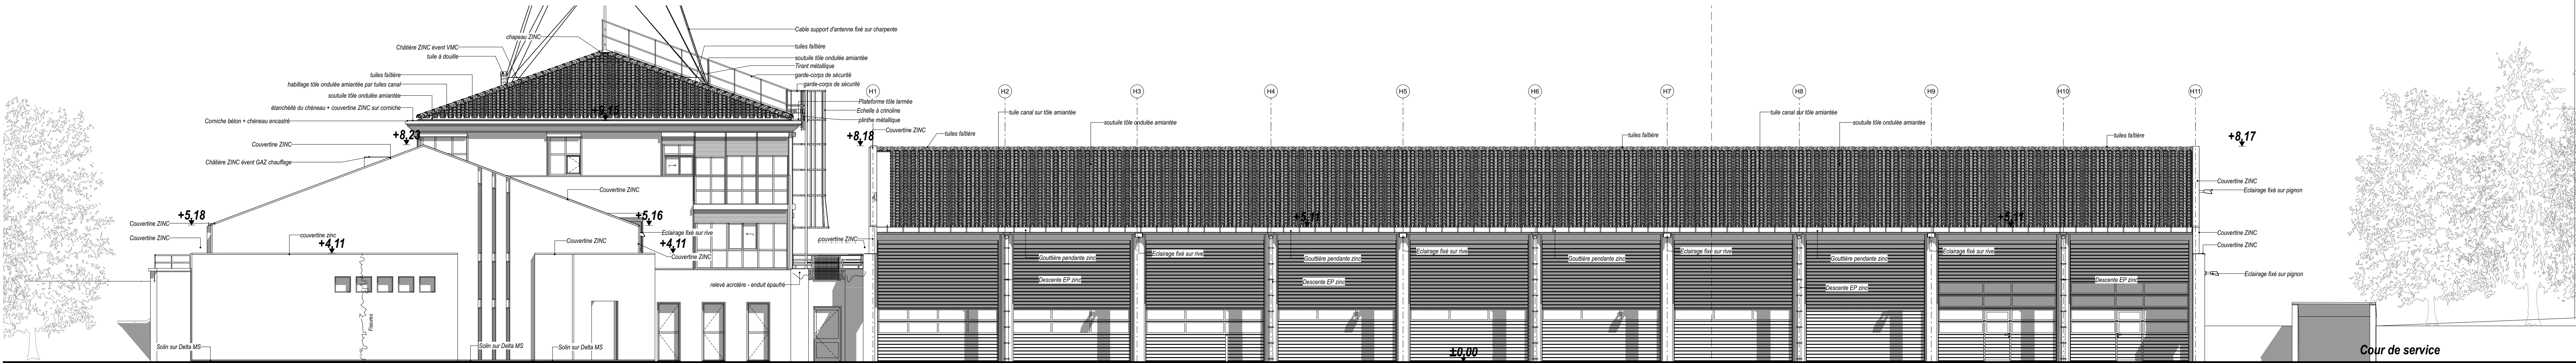 Cable support d'antenne fixé sur charpente
chapeau ZINC
Châtière ZINC évent VMC
tuile à douille
tuiles faîtière
soutuile tôle ondulée amiantée
Tirant métallique
garde-corps de sécurité
garde-corps de sécurité
tuiles faîtière
habillage tôle ondulée amiantée par tuiles canal
soutuile tôle ondulée amiantée
étanchéité du chéneau + couvertine ZINC sur corniche
Corniche béton + chéneau encastré
Plateforme tôle larmée
Echelle à crinoline
plinthe métallique
Couvertine ZINC
H1
H2
H3
H4
H5
H6
H7
H8
H9
H10
H11
+8,23
+8,18
+8,17
Couvertine ZINC
Châtière ZINC évent GAZ chauffage
tuiles faîtière
tuile canal sur tôle amiantée
soutuile tôle ondulée amiantée
tuiles faîtière
tuile canal sur tôle amiantée
soutuile tôle ondulée amiantée
tuiles faîtière
Couvertine ZINC
Couvertine ZINC
Eclairage fixé sur pignon
+5,18
+5,16
+5,11
+5,11
Couvertine ZINC
Couvertine ZINC
couvertine zinc
+4,11
Couvertine ZINC
Eclairage fixé sur rive
+4,11
Couvertine ZINC
couvertine ZINC
Couvertine ZINC
Couvertine ZINC
Eclairage fixé sur rive
Eclairage fixé sur rive
Eclairage fixé sur rive
Eclairage fixé sur rive
Gouttière pendante zinc
Gouttière pendante zinc
Gouttière pendante zinc
Gouttière pendante zinc
Eclairage fixé sur pignon
relevé acrotère - enduit épaufré
Descente EP zinc
Descente EP zinc
Descente EP zinc
Descente EP zinc
Fissures
Solin sur Delta MS
Solin sur Delta MS
Solin sur Delta MS
±0,00
Cour de service